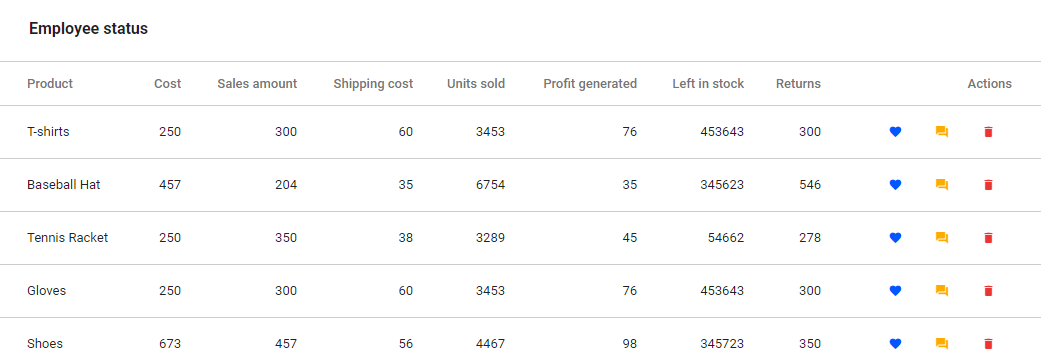 Employee status
Product Cost Sales amount Shipping cost Units sold Profit generated Left in stock Returns Actions
T-shirts 250 300 60 3453 76 453643 300
Baseball Hat 457 204 35 6754 35 345623 546
Tennis Racket 250 350 38 3289 45 54662 278
Gloves 250 300 60 3453 76 453643 300
Shoes 673 457 56 4467 98 345723 350